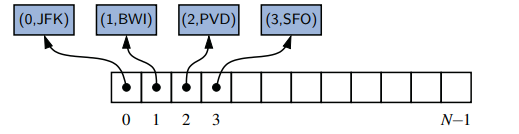 (0,JFK) (1,BWI) (2,PVD) (3,SFO)
0 1 2 3 N−1